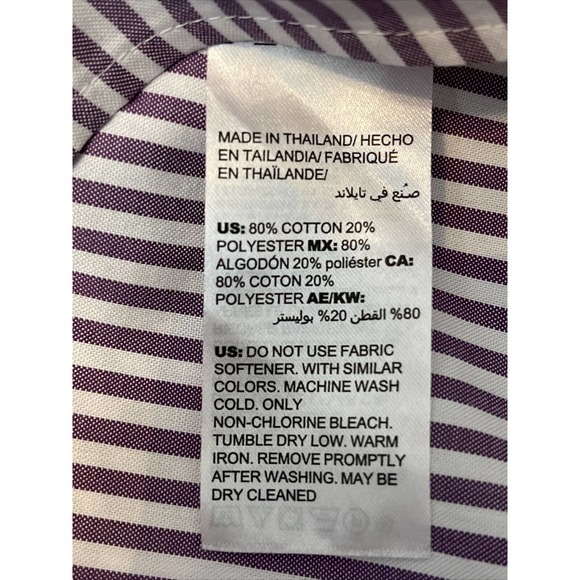 MADE IN THAILAND/ HECHO
EN TAILANDIA/ FABRIQUÉ
EN THAÏLANDE/
صُنع في تايلاند
US: 80% COTTON 20%
POLYESTER MX: 80%
ALGODÓN 20% poliéster CA:
80% COTON 20%
POLYESTER AE/KW:
80% القطن 20% بوليستر
US: DO NOT USE FABRIC
SOFTENER. WITH SIMILAR
COLORS. MACHINE WASH
COLD. ONLY
NON-CHLORINE BLEACH.
TUMBLE DRY LOW. WARM
IRON. REMOVE PROMPTLY
AFTER WASHING. MAY BE
DRY CLEANED